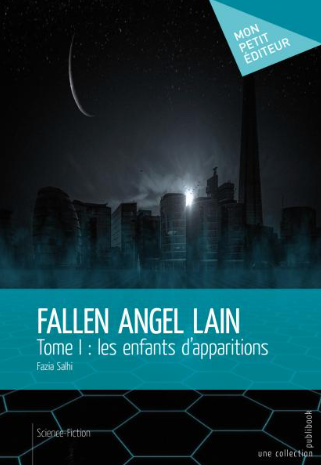 MON
PETIT
ÉDITEUR
FALLEN ANGEL LAIN
Tome I : les enfants d'apparitions
Fazia Salhi
Science-Fiction
une collection
publibook